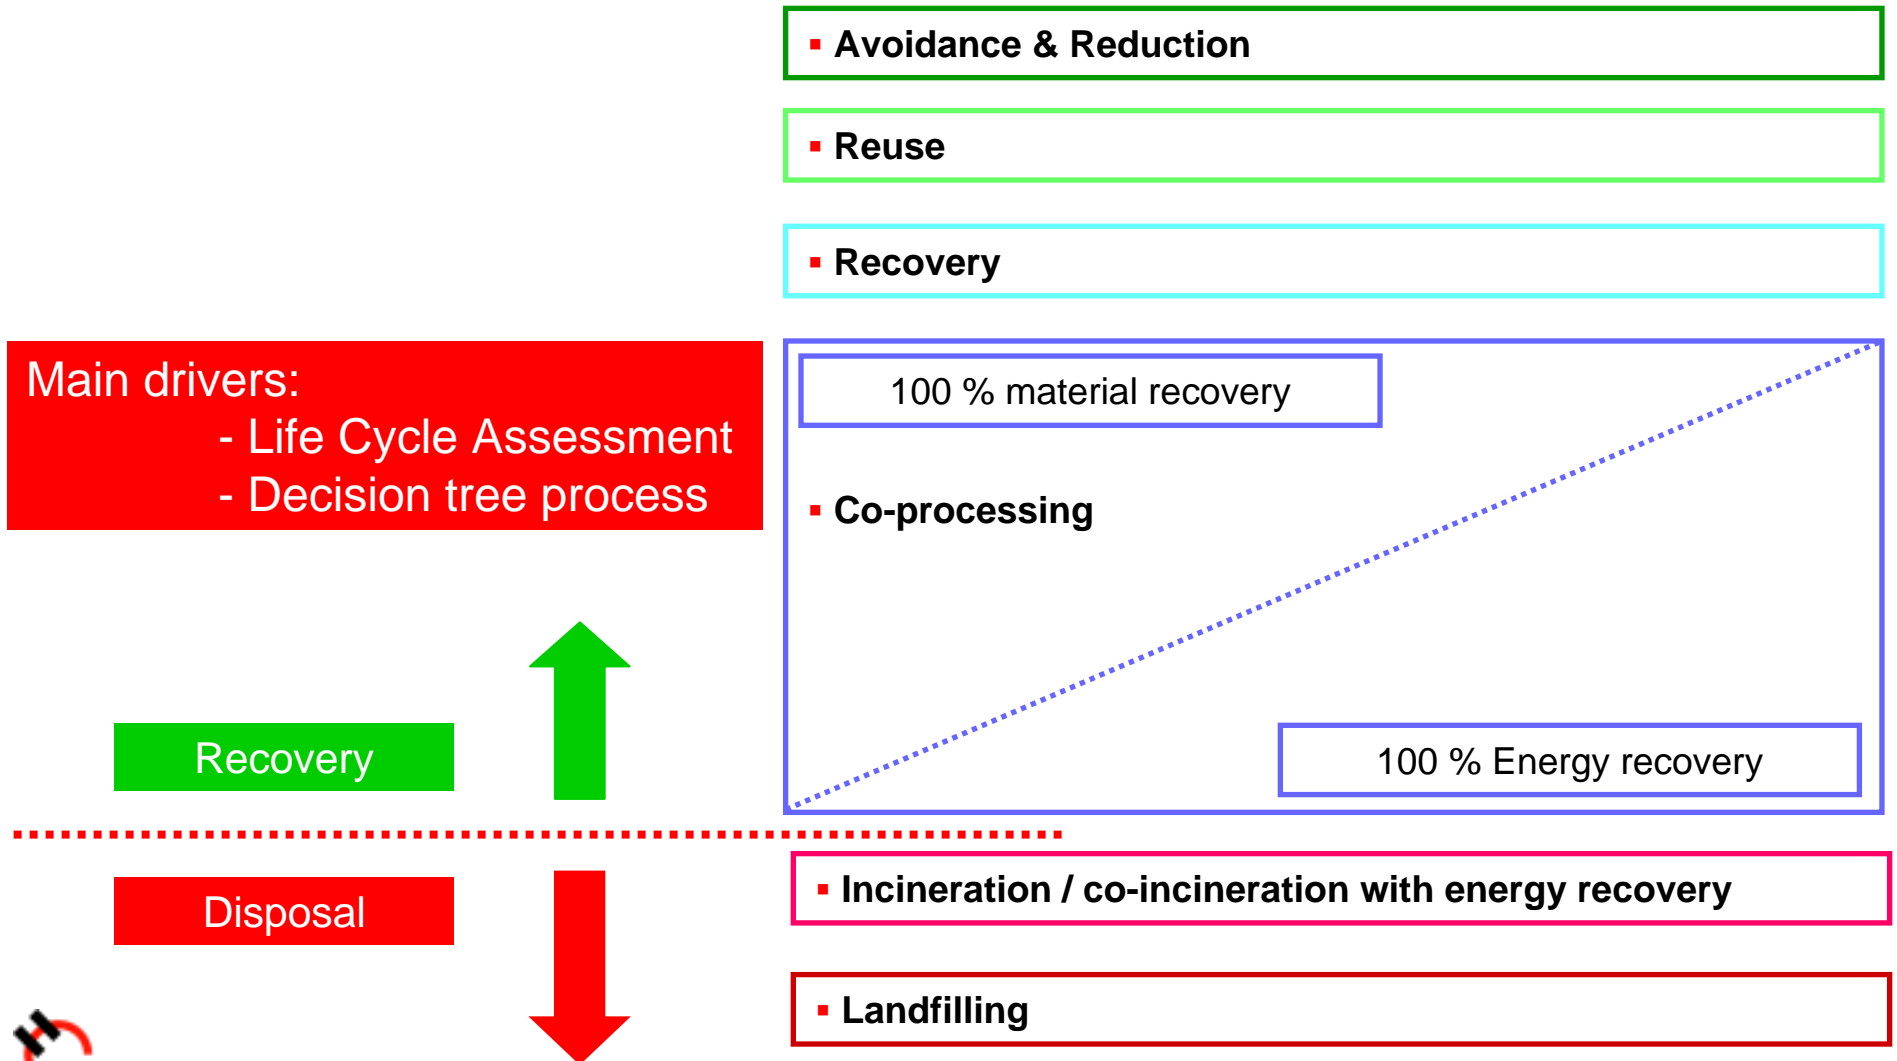 ▪ Avoidance & Reduction
▪ Reuse
▪ Recovery
Main drivers:
- Life Cycle Assessment
- Decision tree process
100 % material recovery
▪ Co-processing
Recovery
100 % Energy recovery
Disposal
▪ Incineration / co-incineration with energy recovery
▪ Landfilling